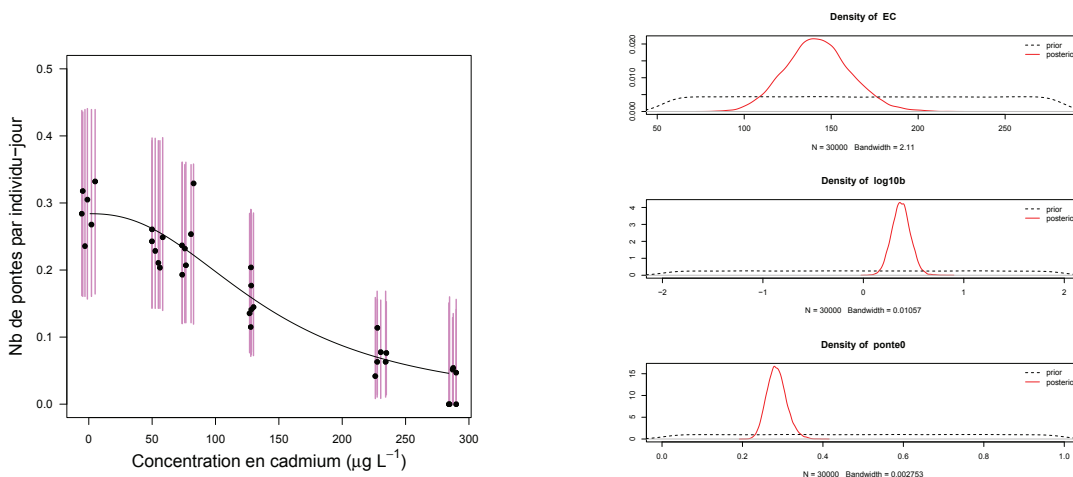 Nb de pontes par individu-jour
0.5
0.4
0.3
0.2
0.1
0.0
0 50 100 150 200 250 300
Concentration en cadmium (μg L⁻¹)
Density of EC
0.020
0.010
0.000
prior
posterio
50 100 150 200 250
N = 30000 Bandwidth = 2.11
Density of log10b
4
3
2
1
0
prior
posterio
-2 -1 0 1 2
N = 30000 Bandwidth = 0.01057
Density of ponte0
15
10
5
0
prior
posterio
0.0 0.2 0.4 0.6 0.8 1.0
N = 30000 Bandwidth = 0.002753